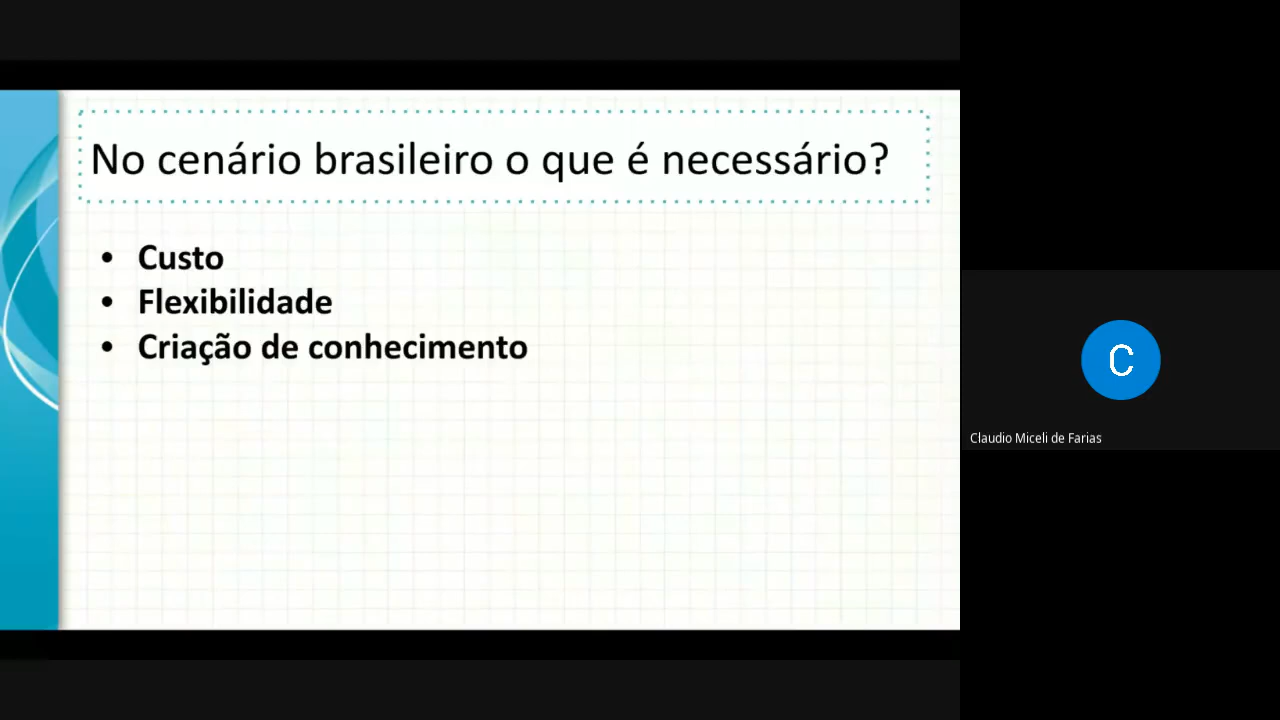 No cenário brasileiro o que é necessário?
• Custo
• Flexibilidade
• Criação de conhecimento
C
Claudio Miceli de Farias